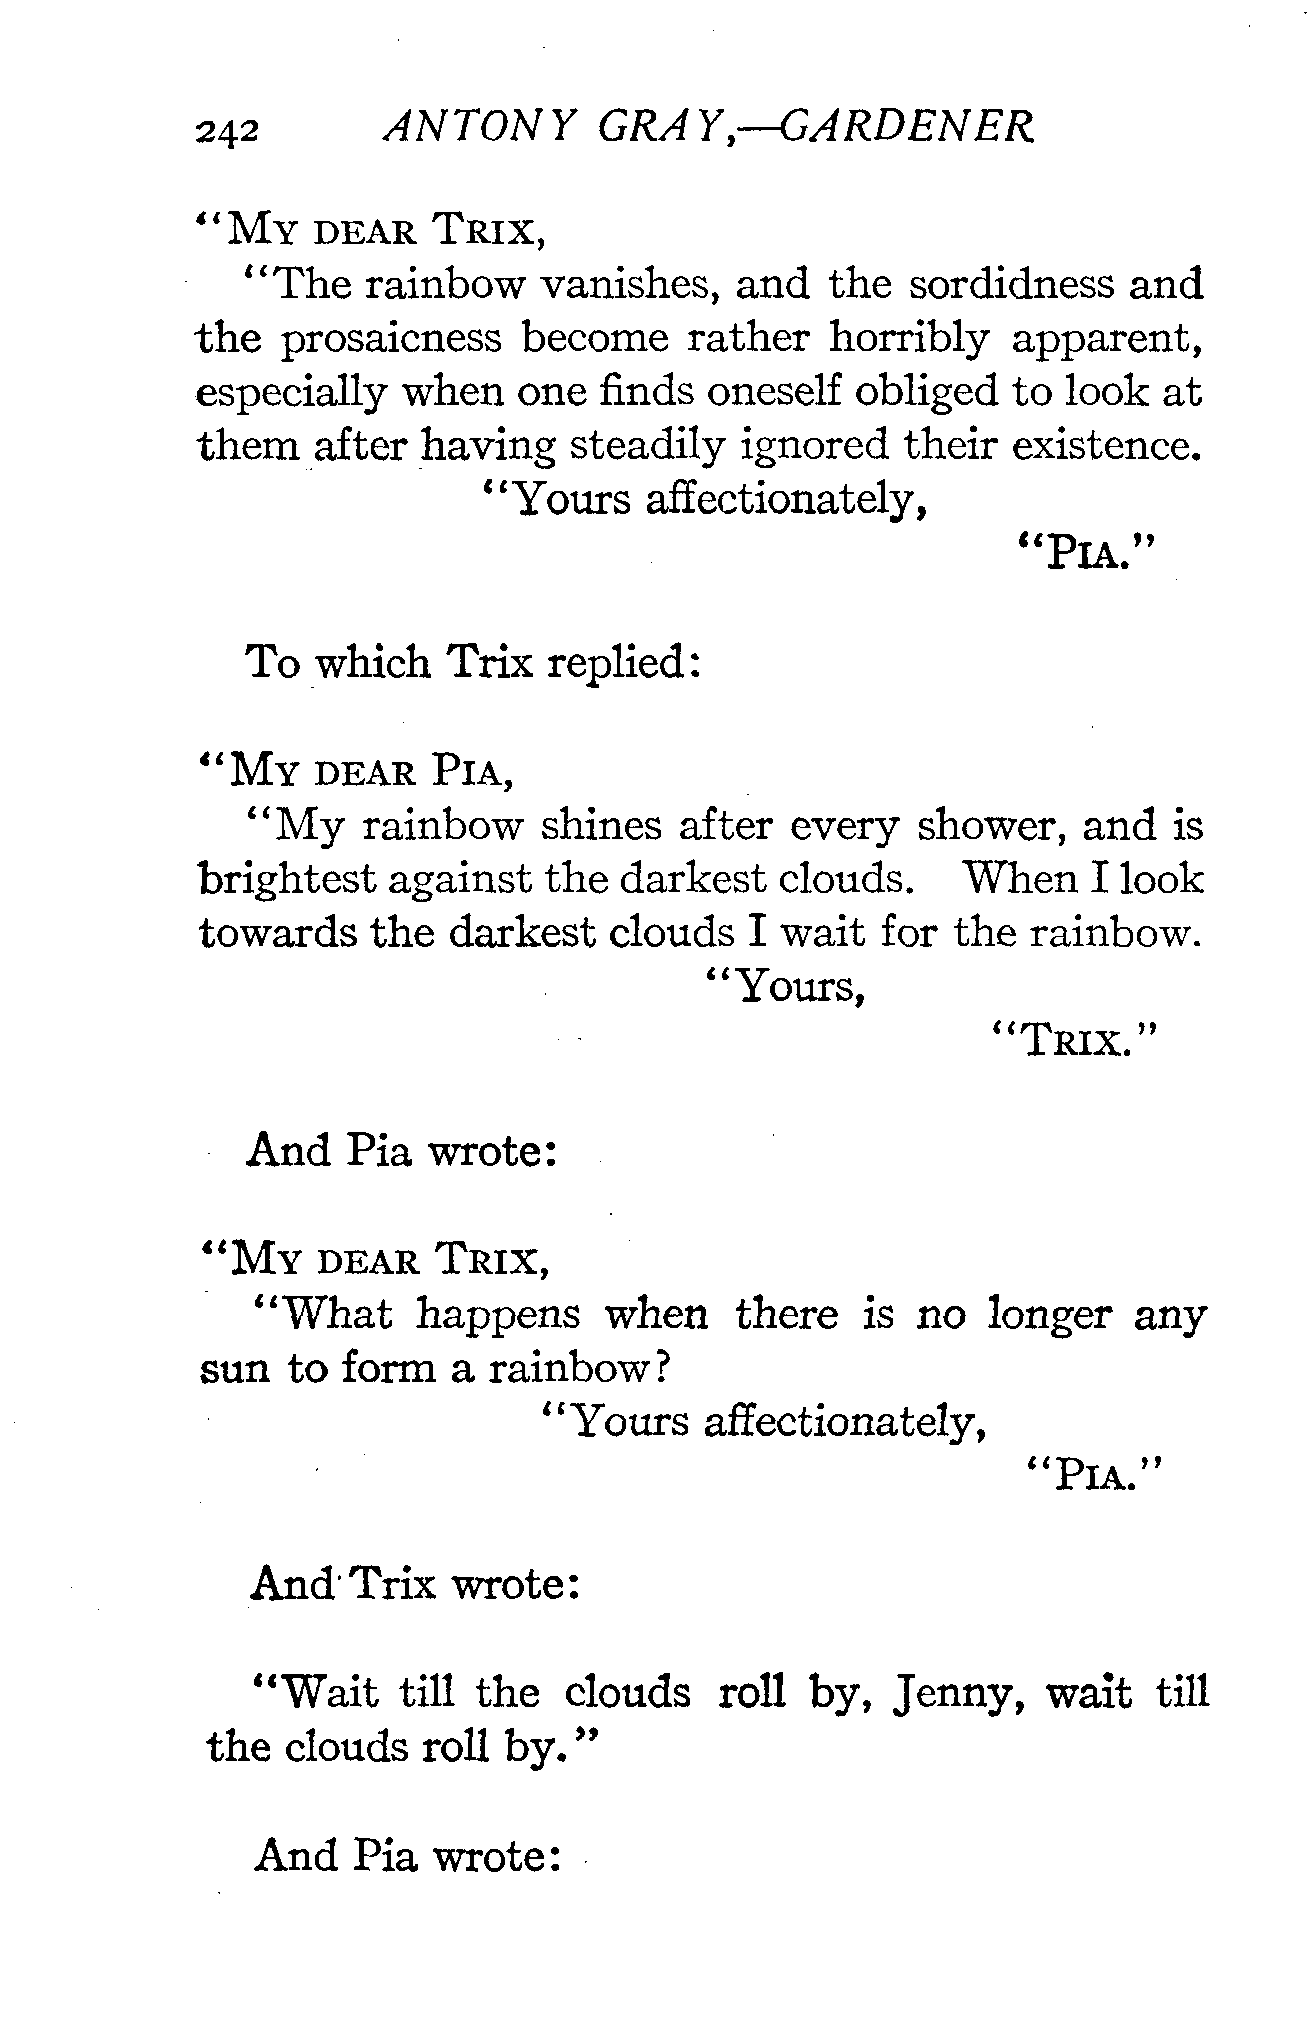 242 ANTONY GRAY,—GARDENER
"MY DEAR TRIX,
"The rainbow vanishes, and the sordidness and
the prosaicness become rather horribly apparent,
especially when one finds oneself obliged to look at
them after having steadily ignored their existence.
"Yours affectionately,
"PIA."
To which Trix replied:
"MY DEAR PIA,
"My rainbow shines after every shower, and is
brightest against the darkest clouds. When I look
towards the darkest clouds I wait for the rainbow.
"Yours,
"TRIX."
And Pia wrote:
"MY DEAR TRIX,
"What happens when there is no longer any
sun to form a rainbow?
"Yours affectionately,
"PIA."
And Trix wrote:
"Wait till the clouds roll by, Jenny, wait till
the clouds roll by."
And Pia wrote: